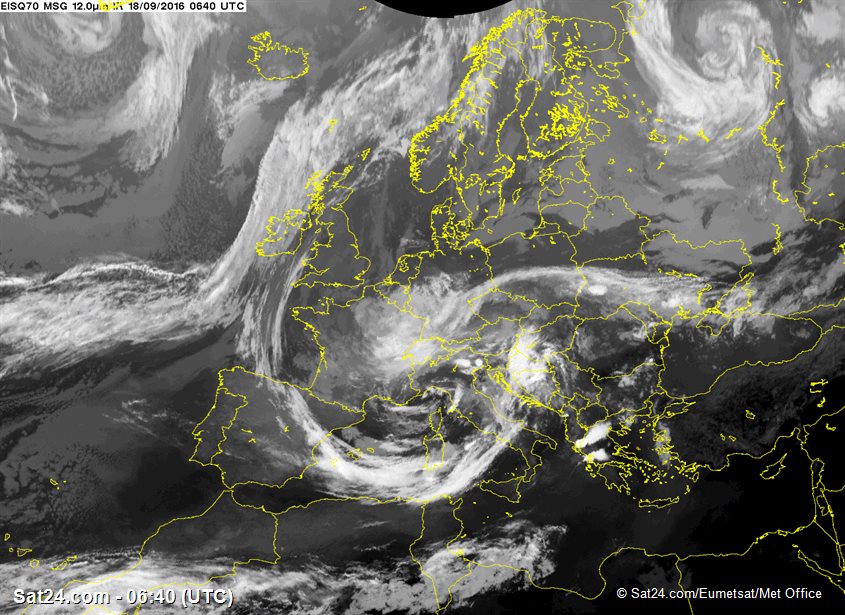 EISQ70 MSG 12.0µm IR 18/09/2016 0640 UTC
Sat24.com - 06:40 (UTC)
© Sat24.com/Eumetsat/Met Office